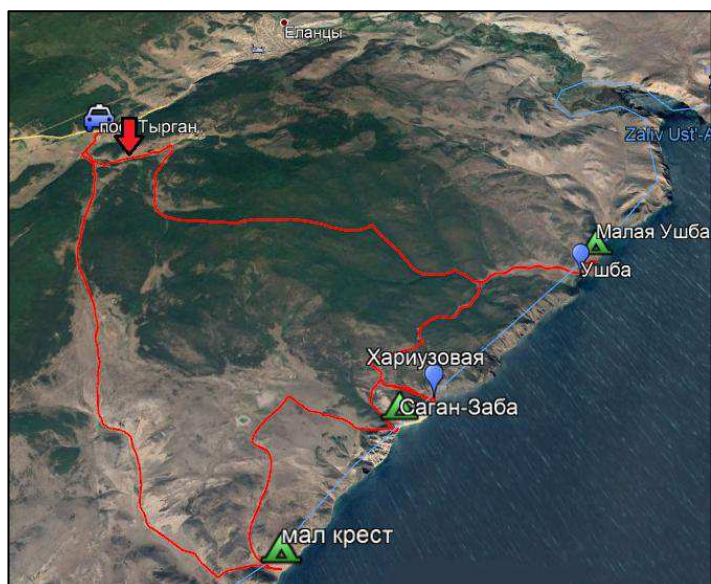 Еланцы
пос. Тырган
Zaliv Ust'-A
Малая Ушба
Ушба
Хариузовая
Саган-Заба
мал крест